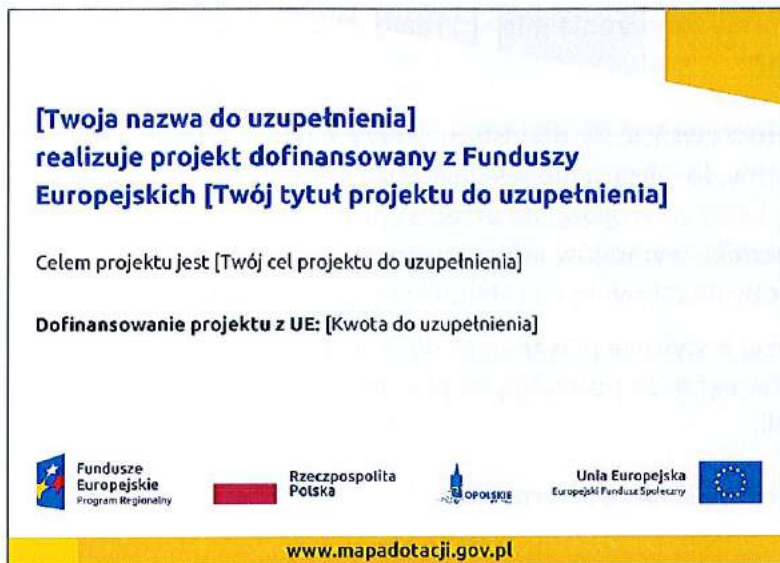 [Twoja nazwa do uzupełnienia]
realizuje projekt dofinansowany z Funduszy
Europejskich [Twój tytuł projektu do uzupełnienia]
Celem projektu jest [Twój cel projektu do uzupełnienia]
Dofinansowanie projektu z UE: [Kwota do uzupełnienia]
Fundusze
Europejskie
Program Regionalny
Rzeczpospolita
Polska
OPOLSKIE
Unia Europejska
Europejski Fundusz Społeczny
www.mapadotacji.gov.pl